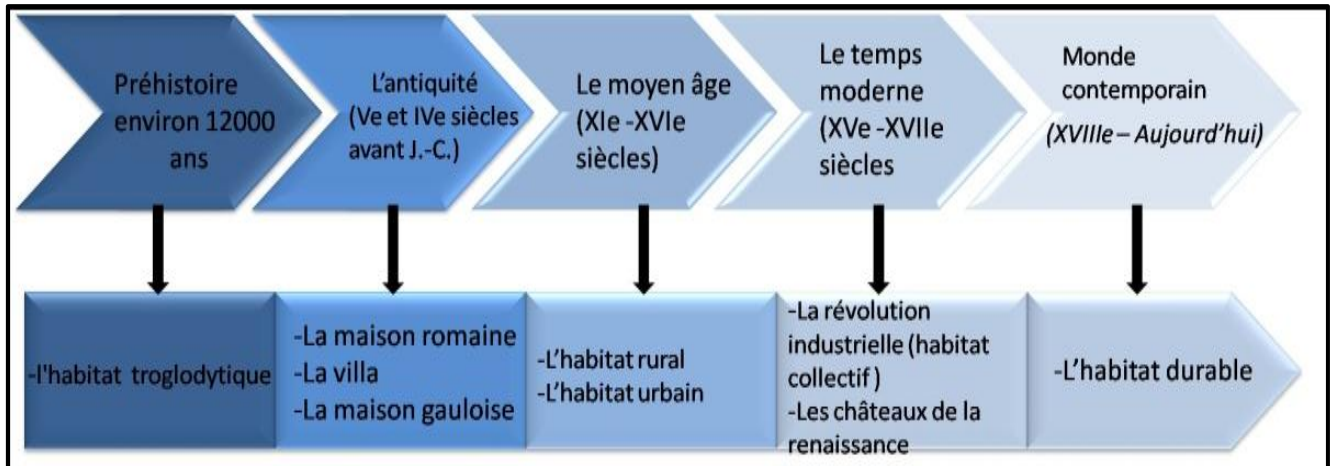 Préhistoire
environ 12000
ans
L'antiquité
(Ve et IVe siècles
avant J.-C.)
Le moyen âge
(XIe -XVIe
siècles)
Le temps
moderne
(XVe -XVIIe
siècles
Monde
contemporain
(XVIIIe – Aujourd'hui)
-l'habitat troglodytique
-La maison romaine
-La villa
-La maison gauloise
-L'habitat rural
-L'habitat urbain
-La révolution
industrielle (habitat
collectif)
-Les châteaux de la
renaissance
-L'habitat durable